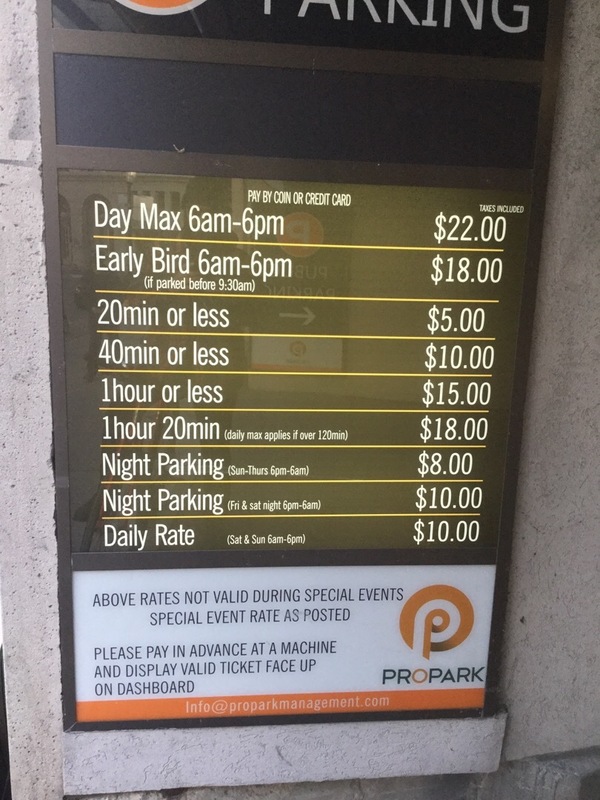 PARKING
PAY BY COIN OR CREDIT CARD
TAXES INCLUDED
Day Max 6am-6pm $22.00
Early Bird 6am-6pm $18.00
(if parked before 9:30am)
20min or less $5.00
40min or less $10.00
1hour or less $15.00
1hour 20min (daily max applies if over 120min) $18.00
Night Parking (Sun-Thurs 6pm-6am) $8.00
Night Parking (Fri & sat night 6pm-6am) $10.00
Daily Rate (Sat & Sun 6am-6pm) $10.00
ABOVE RATES NOT VALID DURING SPECIAL EVENTS
SPECIAL EVENT RATE AS POSTED
PLEASE PAY IN ADVANCE AT A MACHINE
AND DISPLAY VALID TICKET FACE UP
ON DASHBOARD
PROPARK
Info@proparkmanagement.com